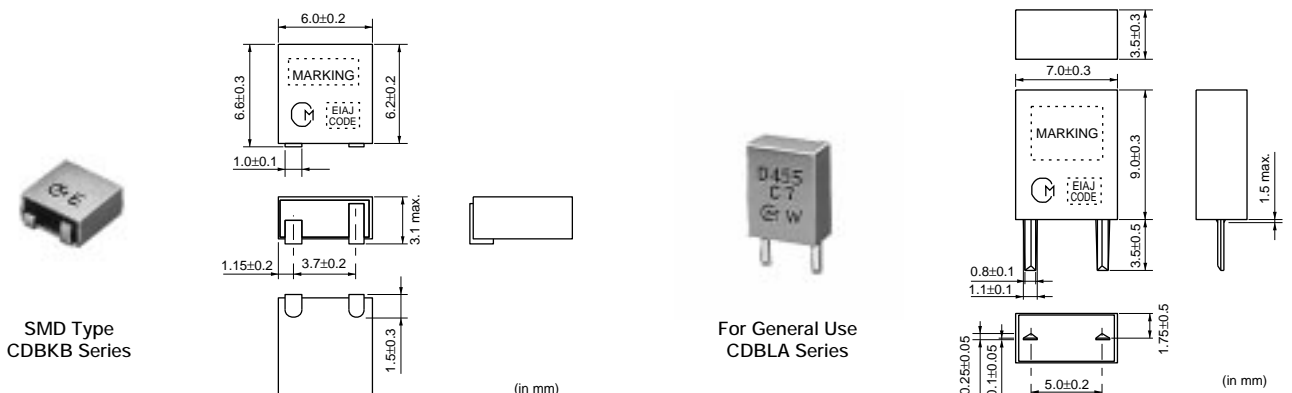 6.0±0.2
6.6±0.3
MARKING
M
EIAJ
CODE
6.2±0.2
1.0±0.1
3.1 max.
1.15±0.2
3.7±0.2
1.5±0.3
(in mm)
SMD Type
CDBKB Series
E
D455
C7
W
For General Use
CDBLA Series
3.5±0.3
7.0±0.3
MARKING
M
EIAJ
CODE
9.0±0.3
1.5 max.
3.5±0.5
0.8±0.1
1.1±0.1
0.25±0.05
0.1±0.05
1.75±0.5
5.0±0.2
(in mm)